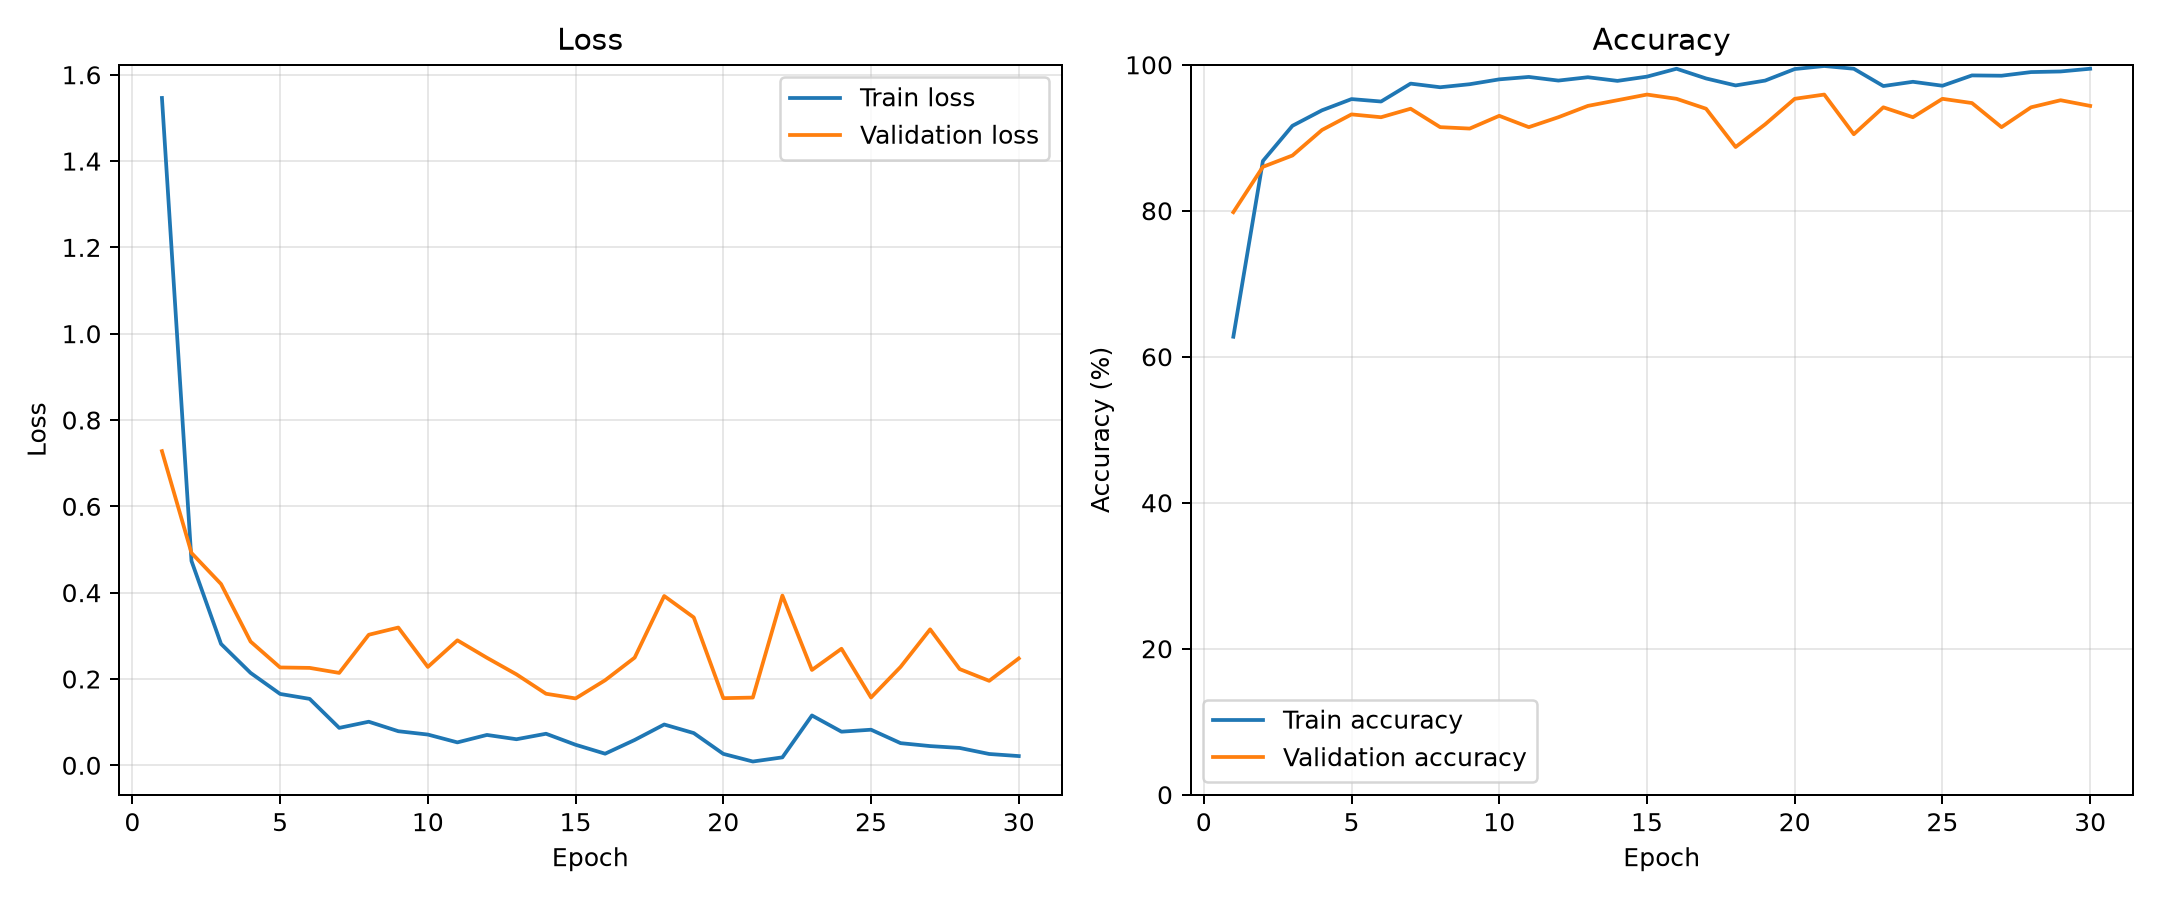 Loss
1.6
1.4
1.2
1.0
0.8
0.6
0.4
0.2
0.0
Loss
Train loss
Validation loss
0 5 10 15 20 25 30
Epoch
Accuracy
100
80
60
40
20
0
Accuracy (%)
Train accuracy
Validation accuracy
0 5 10 15 20 25 30
Epoch